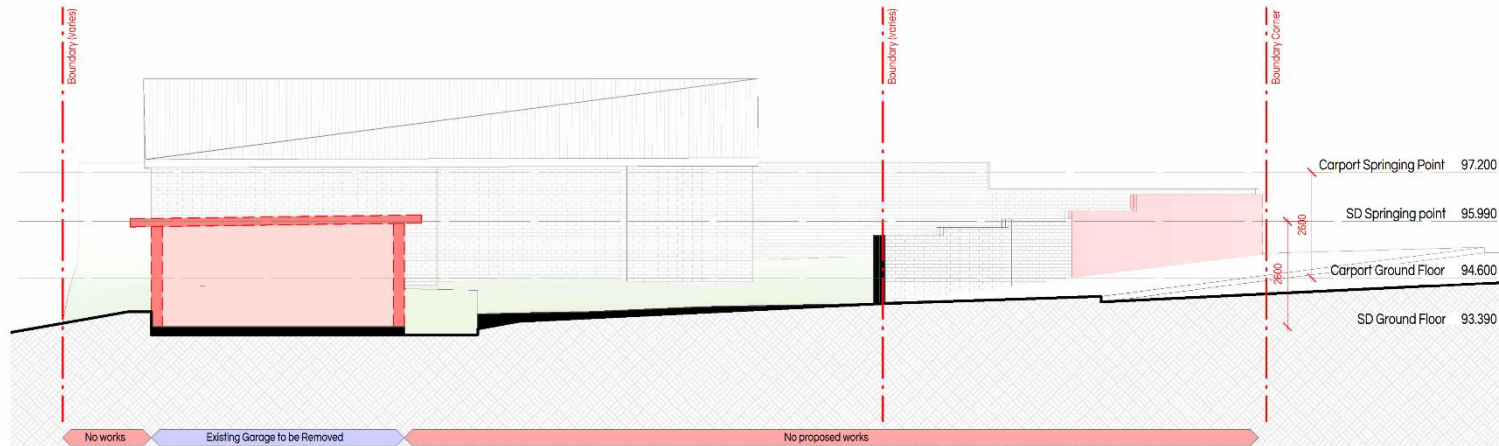 Boundary (varies)
Boundary (varies)
Boundary Corner
Carport Springing Point 97.200
SD Springing point 95.990
2600
Carport Ground Floor 94.600
2600
SD Ground Floor 93.390
No works
Existing Garage to be Removed
No proposed works